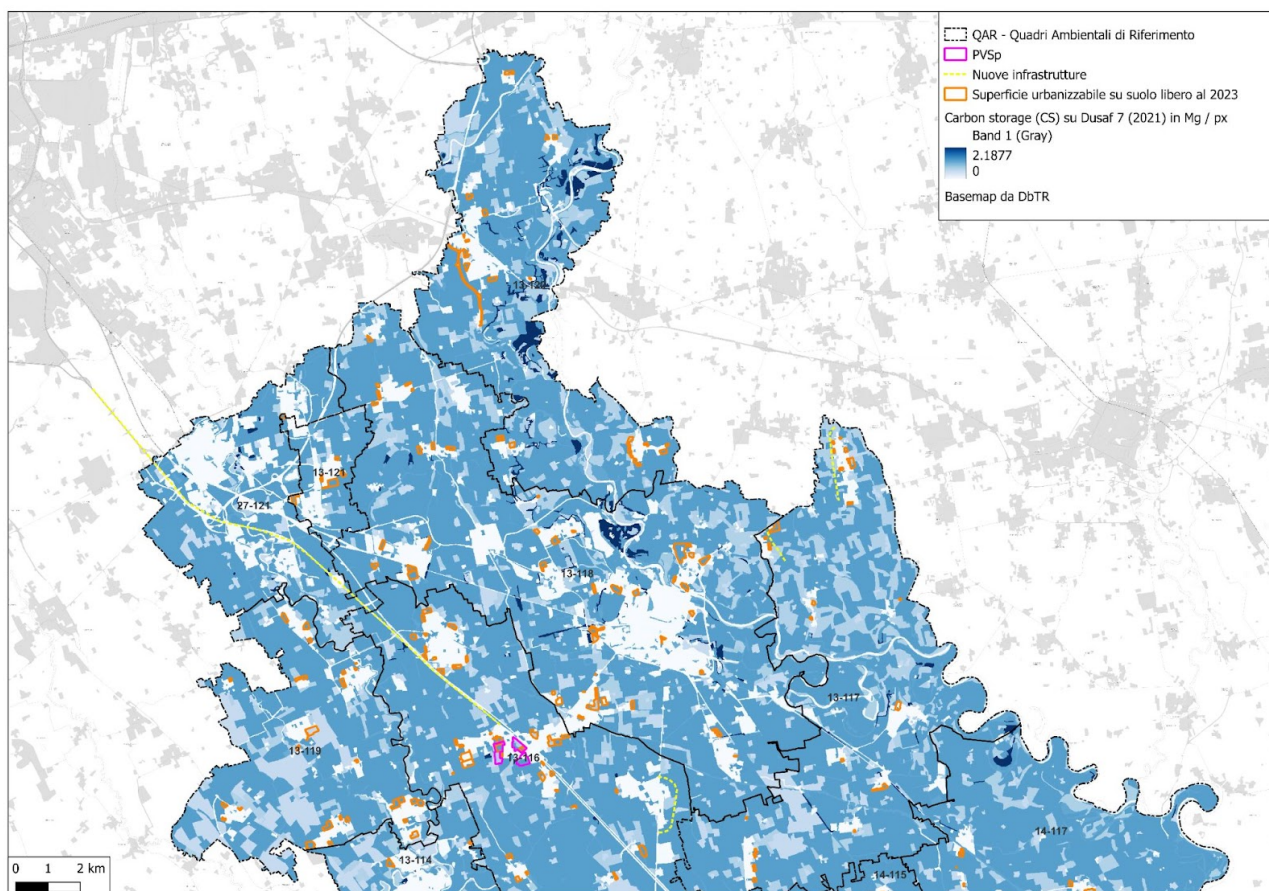 QAR - Quadri Ambientali di Riferimento
PVSp
Nuove infrastrutture
Superficie urbanizzabile su suolo libero al 2023
Carbon storage (CS) su Dusaf 7 (2021) in Mg / px
Band 1 (Gray)
2.1877
0
Basemap da DbTR
13-121
27-121
13-118
13-117
13-119
13-116
14-117
13-114
14-115
0 1 2 km